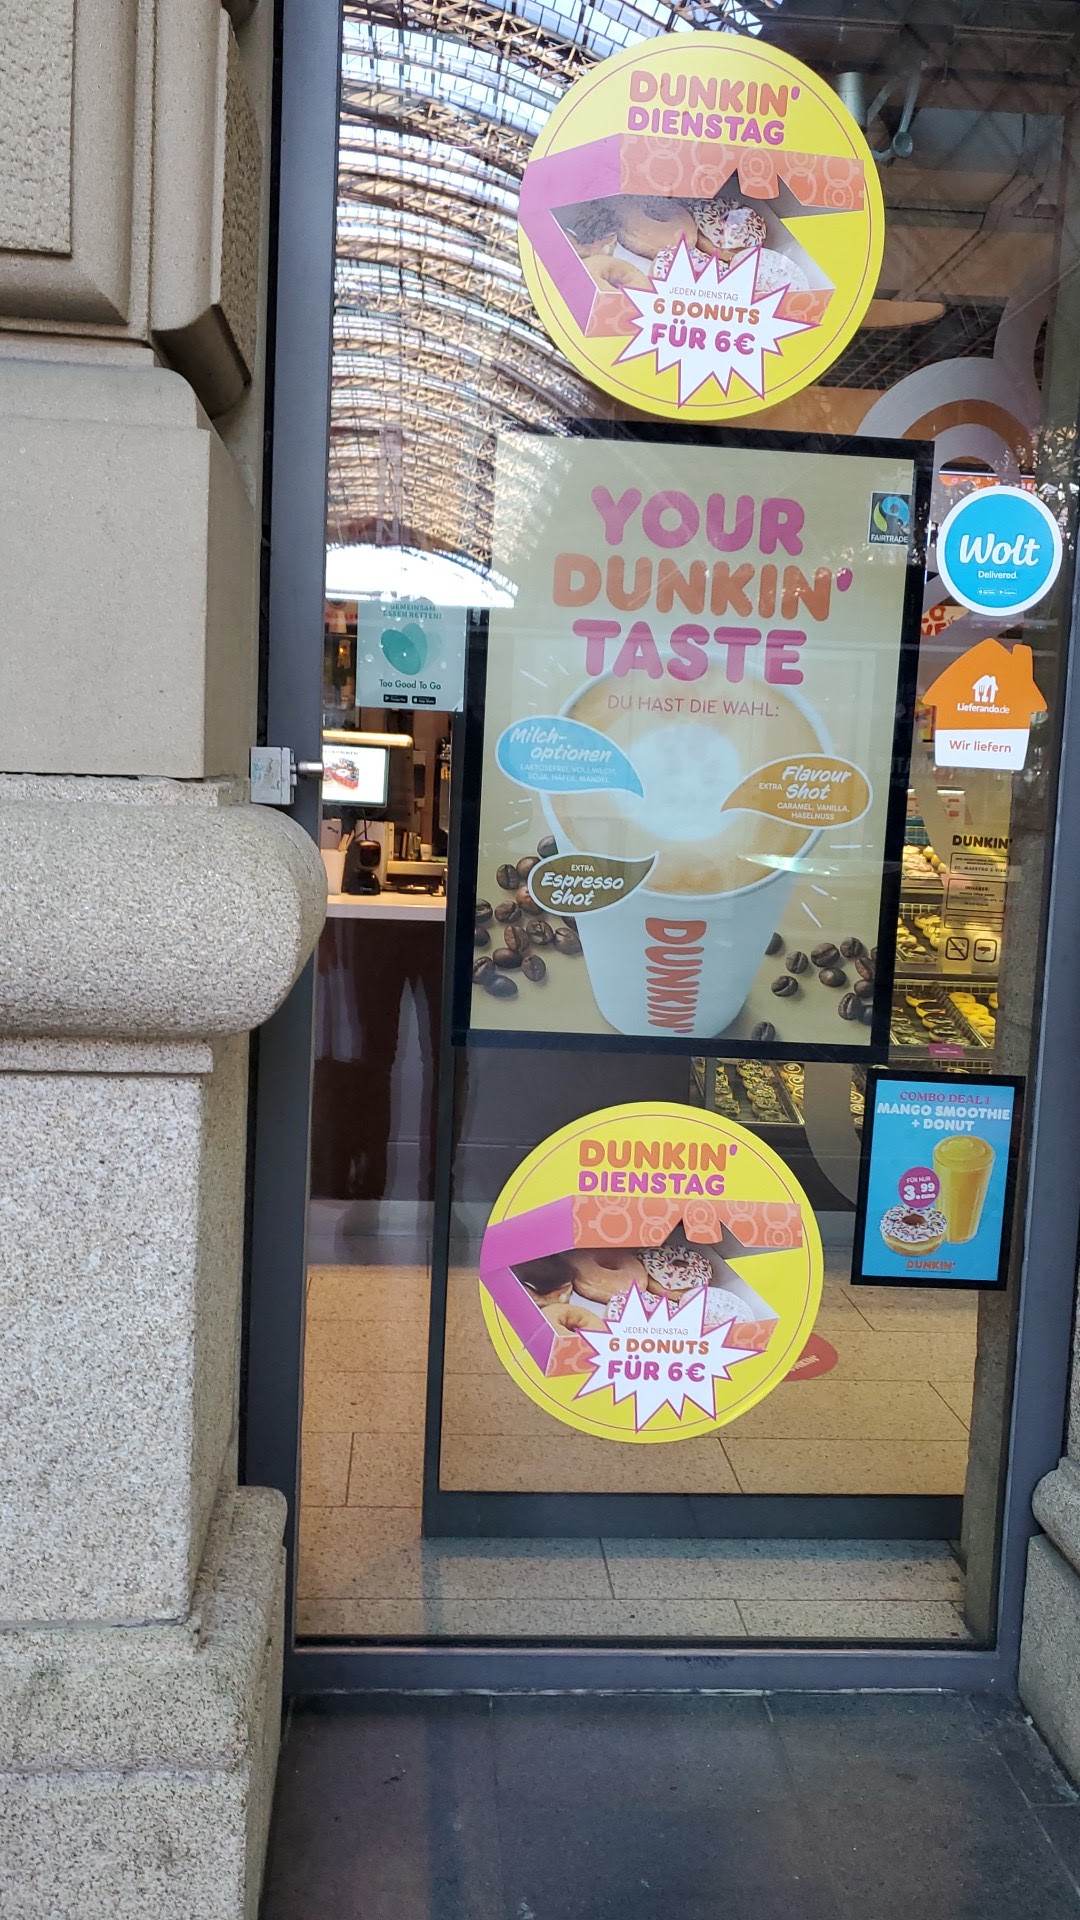 DUNKIN'
DIENSTAG
JEDEN DIENSTAG
6 DONUTS
FÜR 6€
YOUR
DUNKIN'
TASTE
DU HAST DIE WAHL:
FAIRTRADE
Milch-
optionen
LAKTOSEFREI, VOLLMILCH,
SOJA, HAFER, MANDEL
EXTRA
Flavour
Shot
CARAMEL, VANILLA,
HASELNUSS
EXTRA
Espresso
Shot
DUNKIN'
Wolt
Delivered.
Lieferando.de
Wir liefern
GEMEINSAM
ESSEN RETTEN!
Too Good To Go
DUNKIN'
COMBO DEAL 1
MANGO SMOOTHIE
+ DONUT
FÜR NUR
3.99
EURO
DUNKIN'
DUNKIN'
DIENSTAG
JEDEN DIENSTAG
6 DONUTS
FÜR 6€